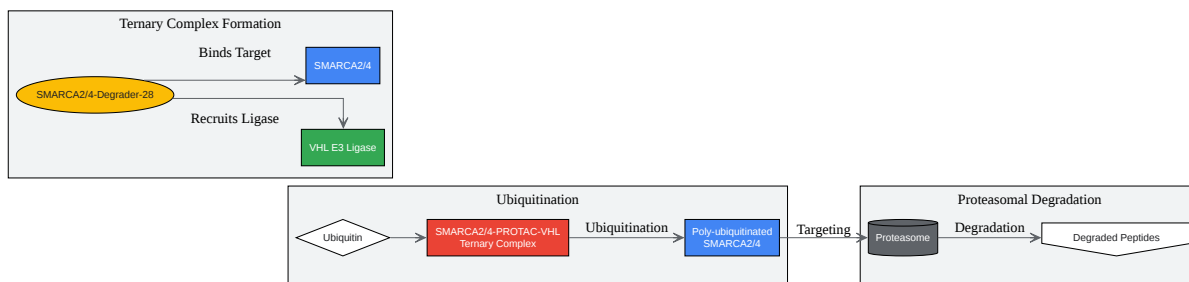 Ternary Complex Formation
Binds Target
SMARCA2/4
SMARCA2/4-Degrader-28
Recruits Ligase
VHL E3 Ligase
Ubiquitination
Ubiquitin
SMARCA2/4-PROTAC-VHL
Ternary Complex
Ubiquitination
Poly-ubiquitinated
SMARCA2/4
Targeting
Proteasomal Degradation
Proteasome
Degradation
Degraded Peptides